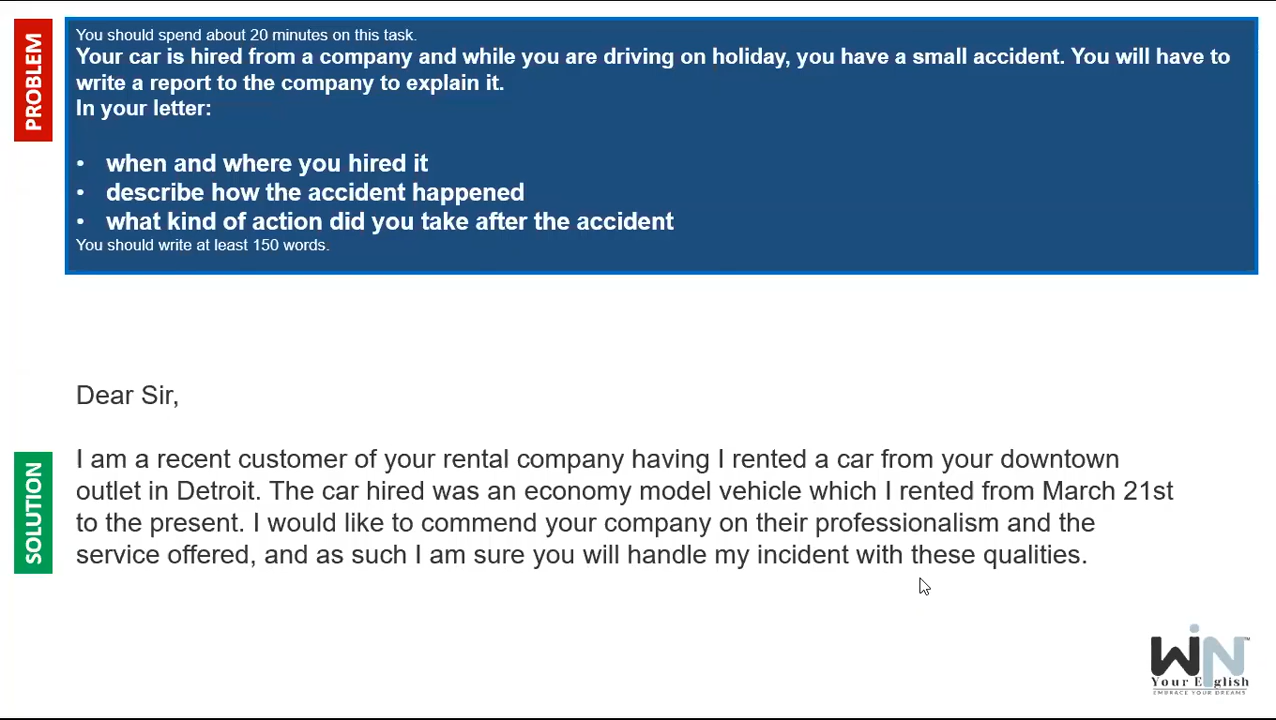 PROBLEM
You should spend about 20 minutes on this task.
Your car is hired from a company and while you are driving on holiday, you have a small accident. You will have to
write a report to the company to explain it.
In your letter:
• when and where you hired it
• describe how the accident happened
• what kind of action did you take after the accident
You should write at least 150 words.
SOLUTION
Dear Sir,
I am a recent customer of your rental company having I rented a car from your downtown
outlet in Detroit. The car hired was an economy model vehicle which I rented from March 21st
to the present. I would like to commend your company on their professionalism and the
service offered, and as such I am sure you will handle my incident with these qualities.
WiN™
Your English
EMBRACE YOUR DREAMS